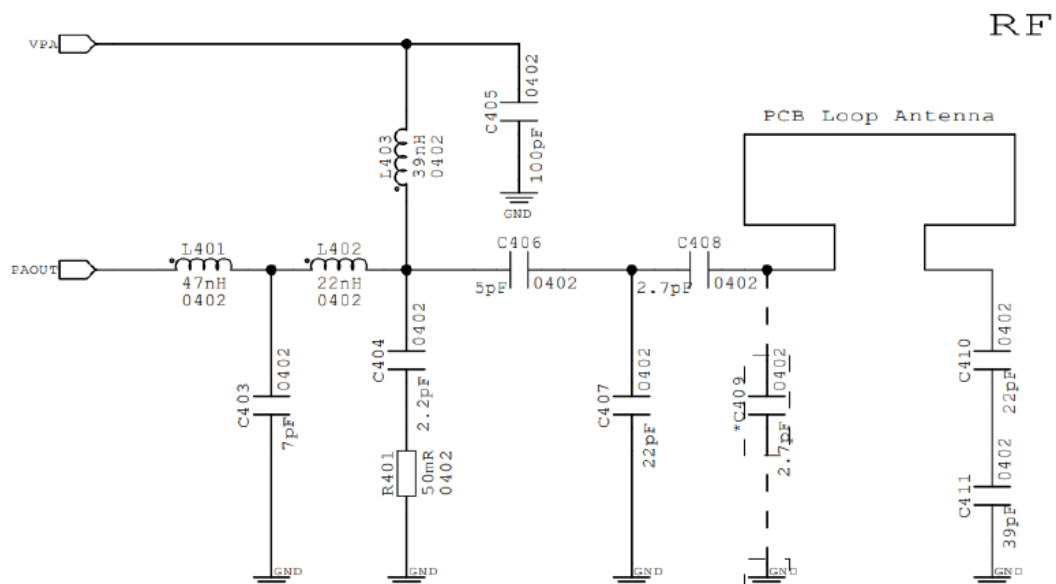 RF
VPA
C405
0402
100pF
GND
L403
39nH
0402
PCB Loop Antenna
PAOUT
L401
47nH
0402
L402
22nH
0402
C406
5pF
0402
C408
2.7pF
0402
C403
0402
7pF
GND
C404
0402
2.2pF
R401
50mR
0402
GND
C407
0402
22pF
GND
*C409
0402
2.7pF
GND
C410
0402
22pF
C411
0402
39pF
GND